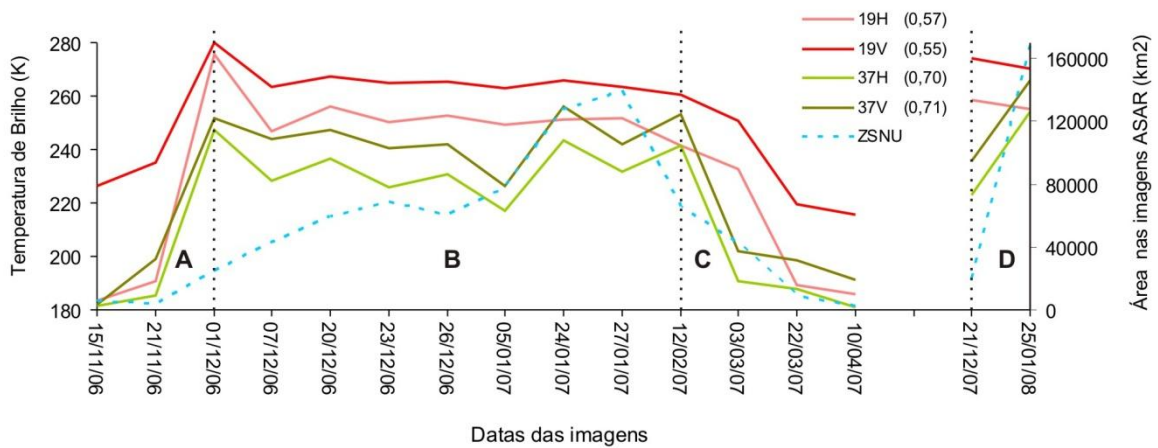 19H (0,57)
19V (0,55)
37H (0,70)
37V (0,71)
ZSNU
Temperatura de Brilho (K)
280
260
240
220
200
180
Área nas imagens ASAR (km2)
160000
120000
80000
40000
0
A
B
C
D
15/11/06
21/11/06
01/12/06
07/12/06
20/12/06
23/12/06
26/12/06
05/01/07
24/01/07
27/01/07
12/02/07
03/03/07
22/03/07
10/04/07
21/12/07
25/01/08
Datas das imagens